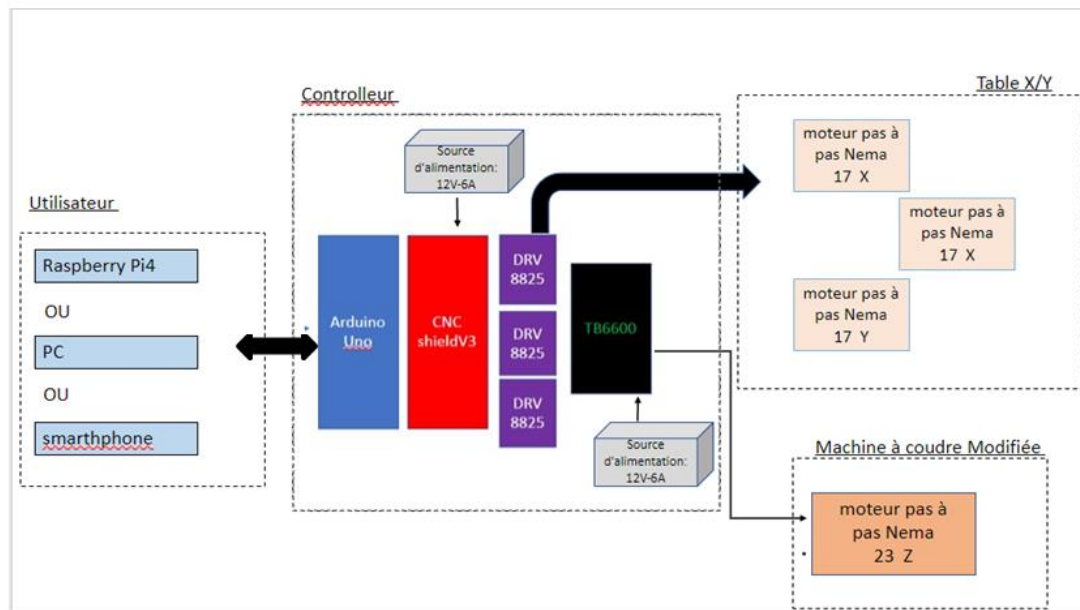 Controlleur
Table X/Y
Source
d'alimentation:
12V-6A
moteur pas à
pas Nema
17 X
Utilisateur
moteur pas à
pas Nema
17 X
Raspberry Pi4
OU
PC
OU
smarthphone
Arduino
Uno
CNC
shieldV3
DRV
8825
DRV
8825
DRV
8825
TB6600
moteur pas à
pas Nema
17 Y
Source
d'alimentation:
12V-6A
Machine à coudre Modifiée
moteur pas à
pas Nema
23 Z